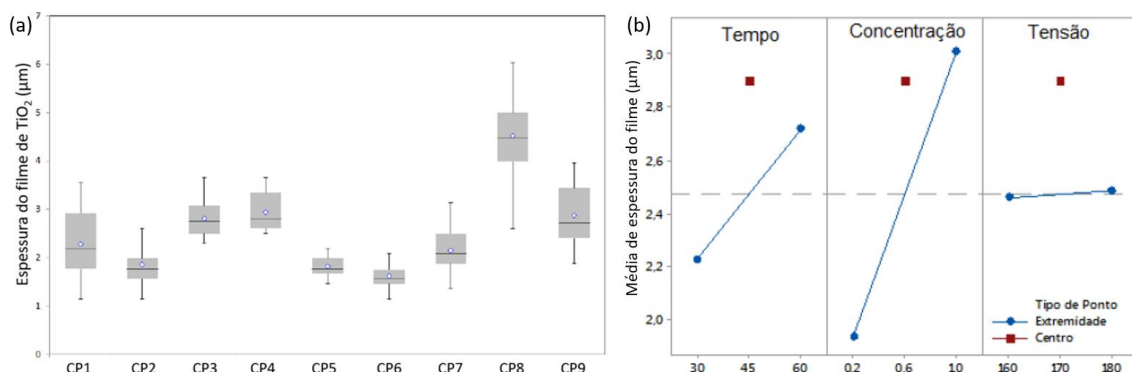 (a)
Espessura do filme de TiO₂ (µm)
7
6
5
4
3
2
1
0
CP1 CP2 CP3 CP4 CP5 CP6 CP7 CP8 CP9
(b)
Tempo Concentração Tensão
Média de espessura do filme (µm)
3,0
2,8
2,6
2,4
2,2
2,0
Tipo de Ponto
Extremidade
Centro
30 45 60 0.2 0.6 1.0 160 170 180